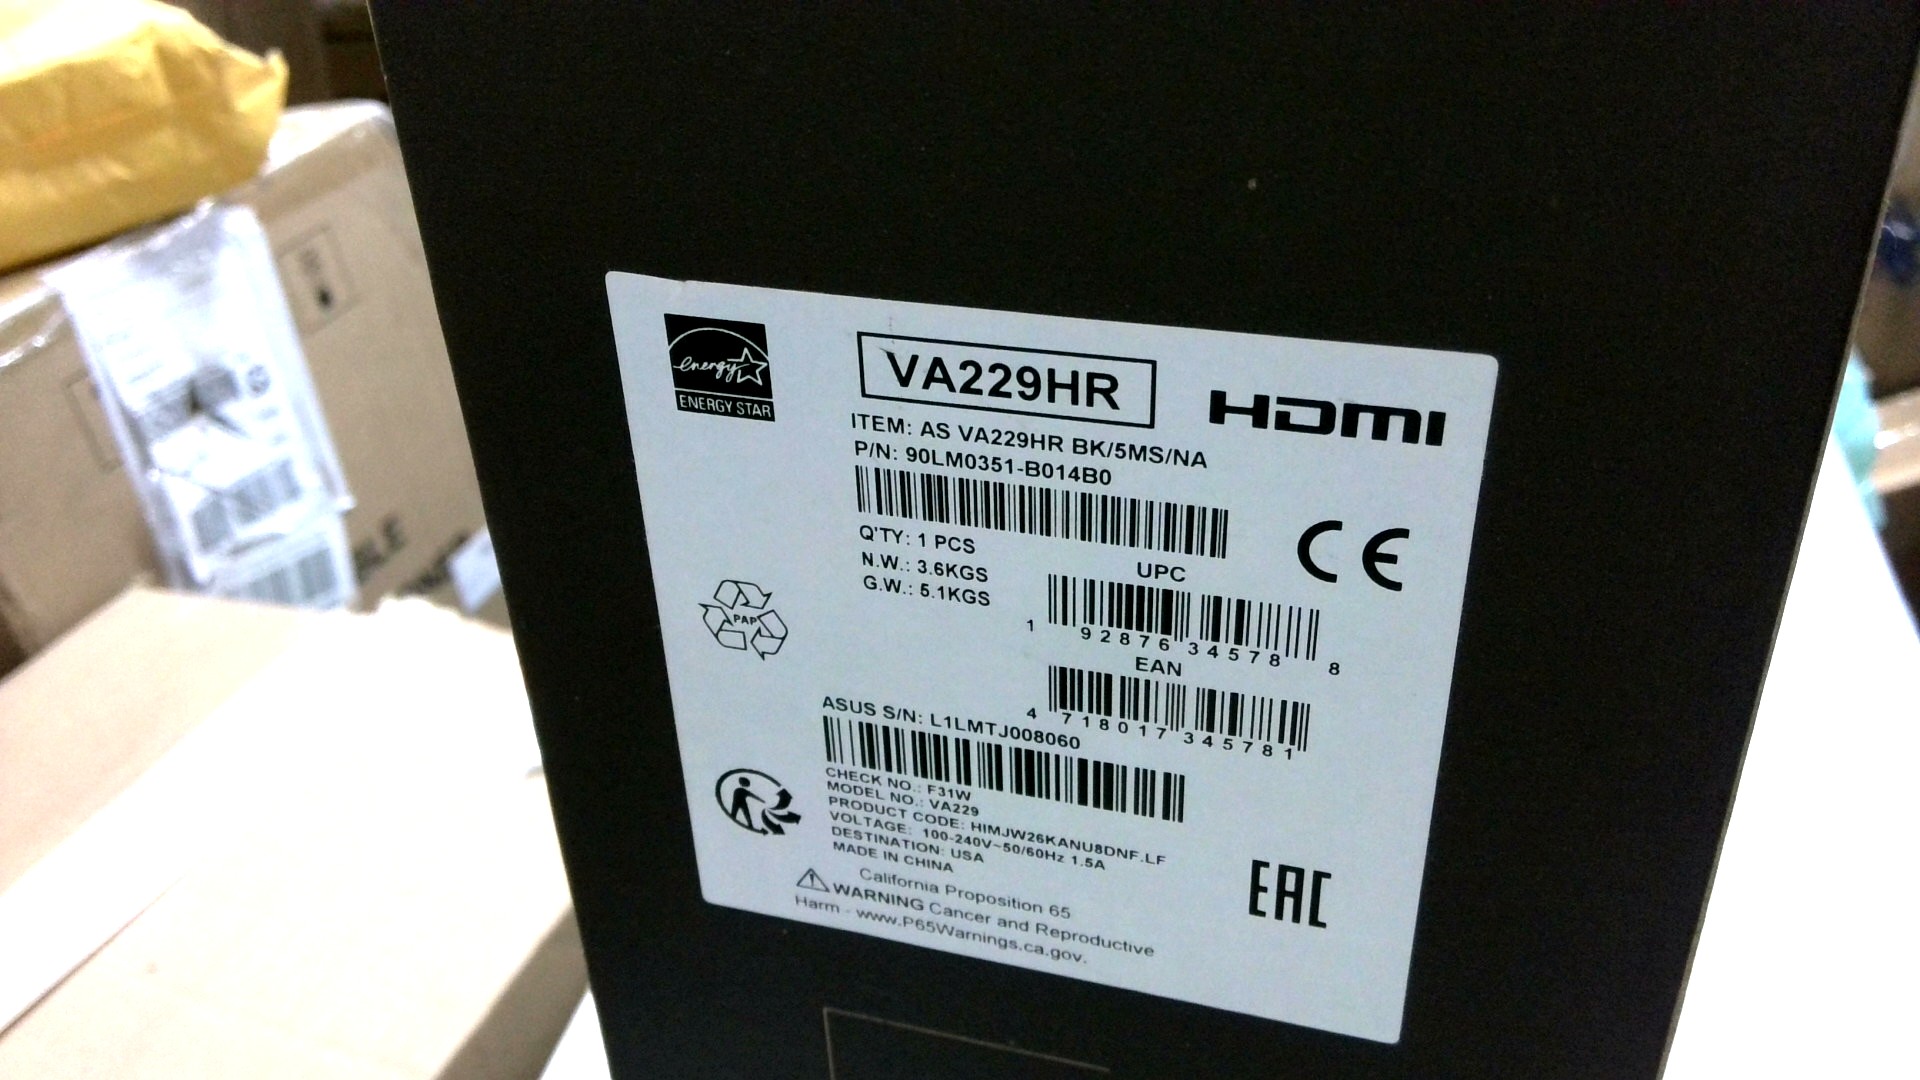 energy
ENERGY STAR
VA229HR
HDMI
ITEM: AS VA229HR BK/5MS/NA
P/N: 90LM0351-B014B0
Q'TY: 1 PCS
N.W.: 3.6KGS
G.W.: 5.1KGS
CE
UPC
1 92876 34578 8
EAN
4 718017 345781
PAP
ASUS S/N: L1LMTJ008060
CHECK NO.: F31W
MODEL NO.: VA229
PRODUCT CODE: HIMJW26KANU8DNF.LF
VOLTAGE: 100-240V~50/60Hz 1.5A
DESTINATION: USA
MADE IN CHINA
EAC
California Proposition 65
WARNING Cancer and Reproductive
Harm - www.P65Warnings.ca.gov.